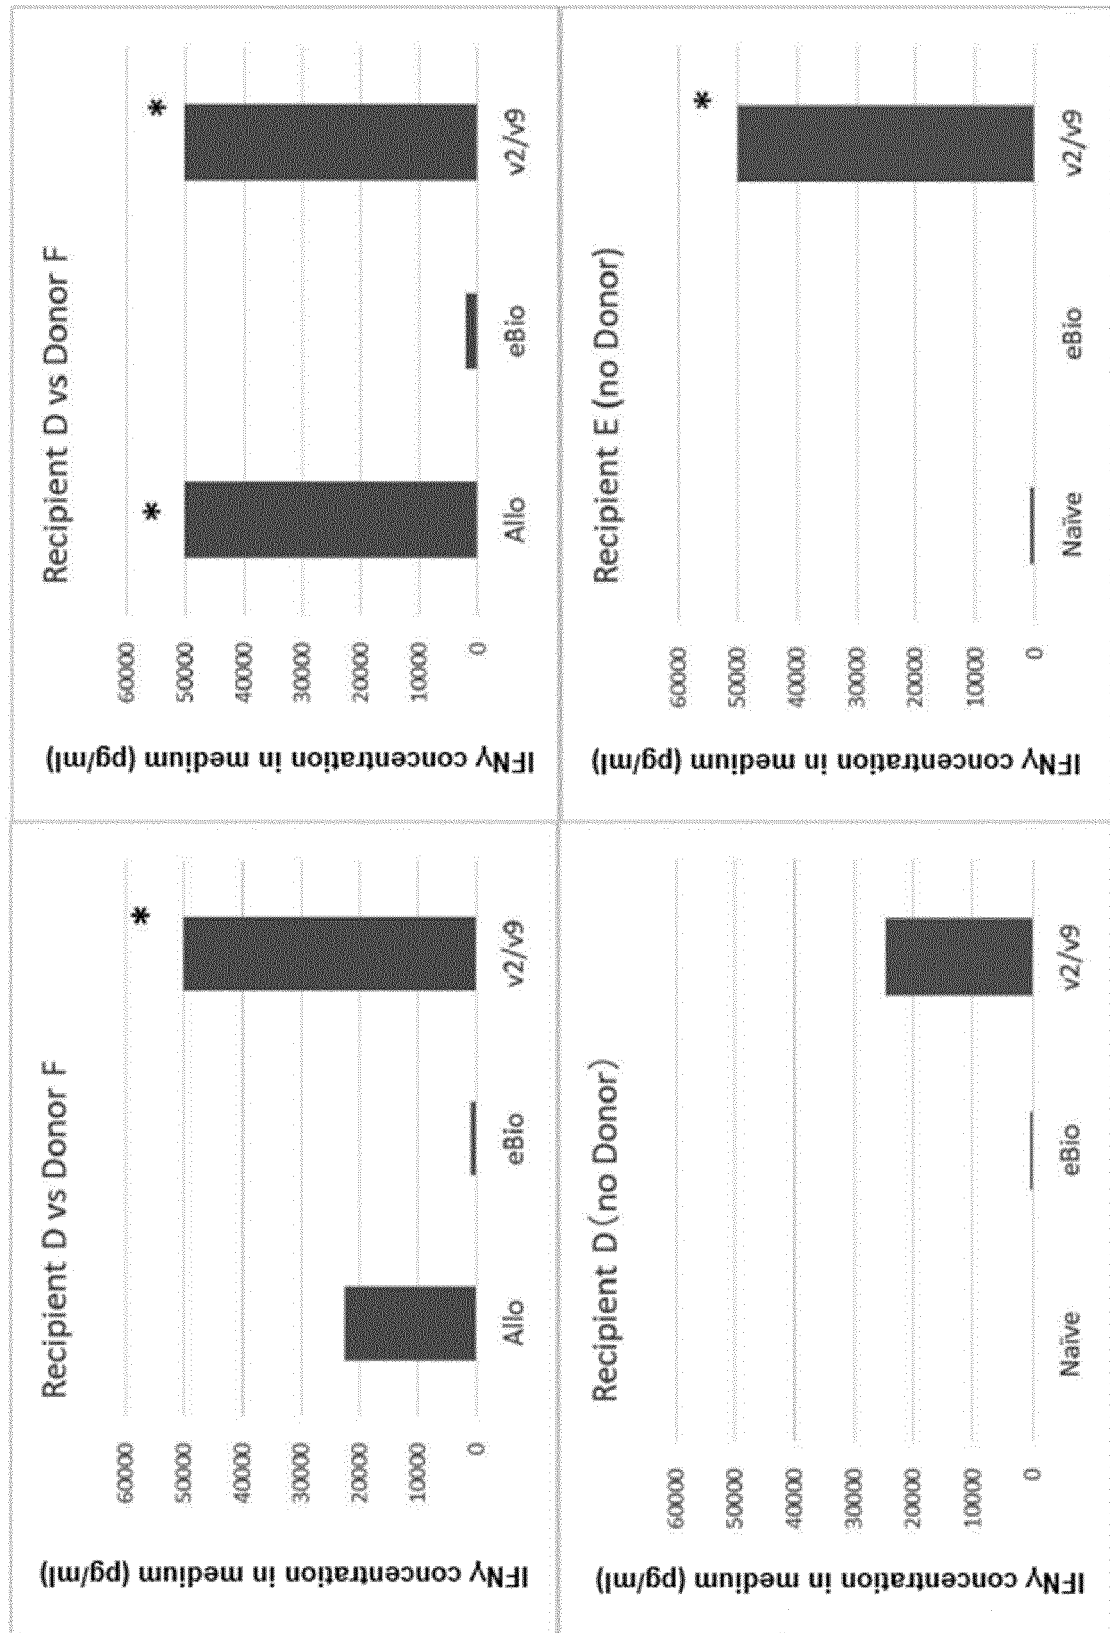 Recipient D vs Donor F
IFNγ concentration in medium (pg/ml)
60000
50000
40000
30000
20000
10000
0
*
Allo
eBio
v2/v9
Recipient D vs Donor F
IFNγ concentration in medium (pg/ml)
60000
50000
40000
30000
20000
10000
0
*
*
Allo
eBio
v2/v9
Recipient D (no Donor)
IFNγ concentration in medium (pg/ml)
60000
50000
40000
30000
20000
10000
0
Naïve
eBio
v2/v9
Recipient E (no Donor)
IFNγ concentration in medium (pg/ml)
60000
50000
40000
30000
20000
10000
0
*
Naïve
eBio
v2/v9